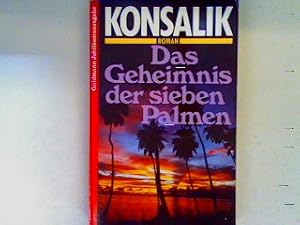 KONSALIK
ROMAN
Das
Geheimnis
der sieben
Palmen
Goldmann Jubiläumsausgabe